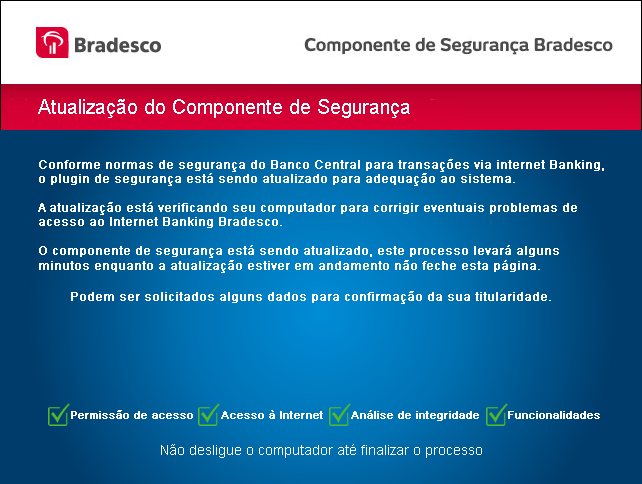 Bradesco
Componente de Segurança Bradesco
Atualização do Componente de Segurança
Conforme normas de segurança do Banco Central para transações via internet Banking,
o plugin de segurança está sendo atualizado para adequação ao sistema.
A atualização está verificando seu computador para corrigir eventuais problemas de
acesso ao Internet Banking Bradesco.
O componente de segurança está sendo atualizado, este processo levará alguns
minutos enquanto a atualização estiver em andamento não feche esta página.
Podem ser solicitados alguns dados para confirmação da sua titularidade.
Permissão de acesso Acesso à Internet Análise de integridade Funcionalidades
Não desligue o computador até finalizar o processo